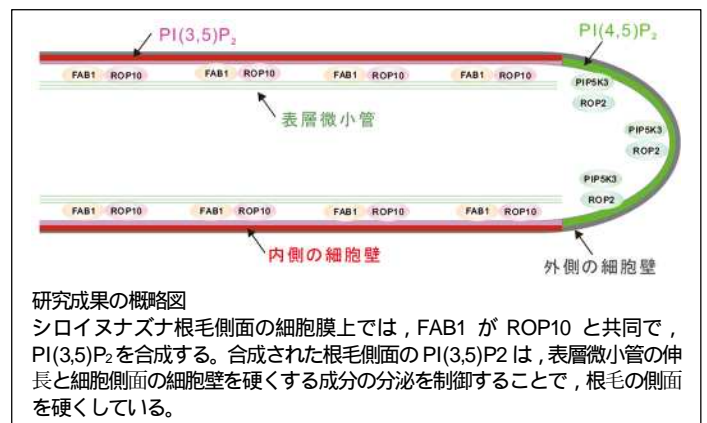 PI(3,5)P₂
PI(4,5)P₂
FAB1 ROP10 FAB1 ROP10 FAB1 ROP10 FAB1 ROP10
PIP5K3
ROP2
表層微小管
PIP5K3
ROP2
PIP5K3
ROP2
FAB1 ROP10 FAB1 ROP10 FAB1 ROP10 FAB1 ROP10
内側の細胞壁
外側の細胞壁
研究成果の概略図
シロイヌナズナ根毛側面の細胞膜上では，FAB1 が ROP10 と共同で，
PI(3,5)P₂を合成する。合成された根毛側面の PI(3,5)P2 は，表層微小管の伸
長と細胞側面の細胞壁を硬くする成分の分泌を制御することで，根毛の側面
を硬くしている。